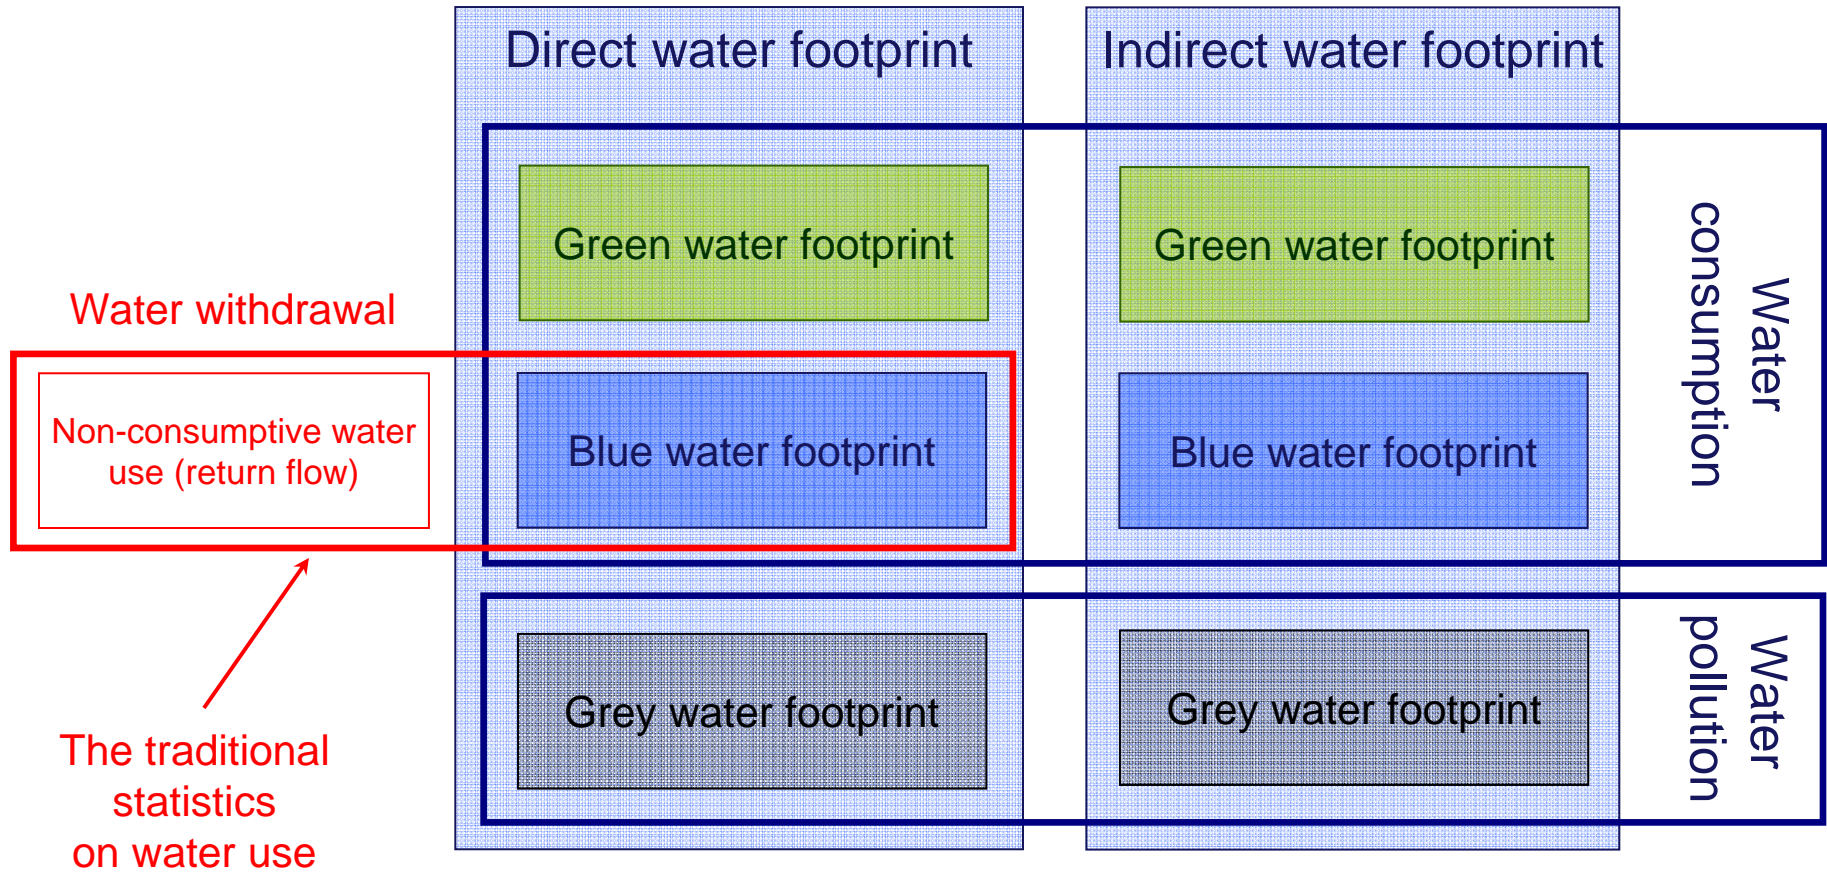 Direct water footprint
Indirect water footprint
Green water footprint
Green water footprint
Water
consumption
Water withdrawal
Non-consumptive water
use (return flow)
Blue water footprint
Blue water footprint
Grey water footprint
Grey water footprint
Water
pollution
The traditional
statistics
on water use